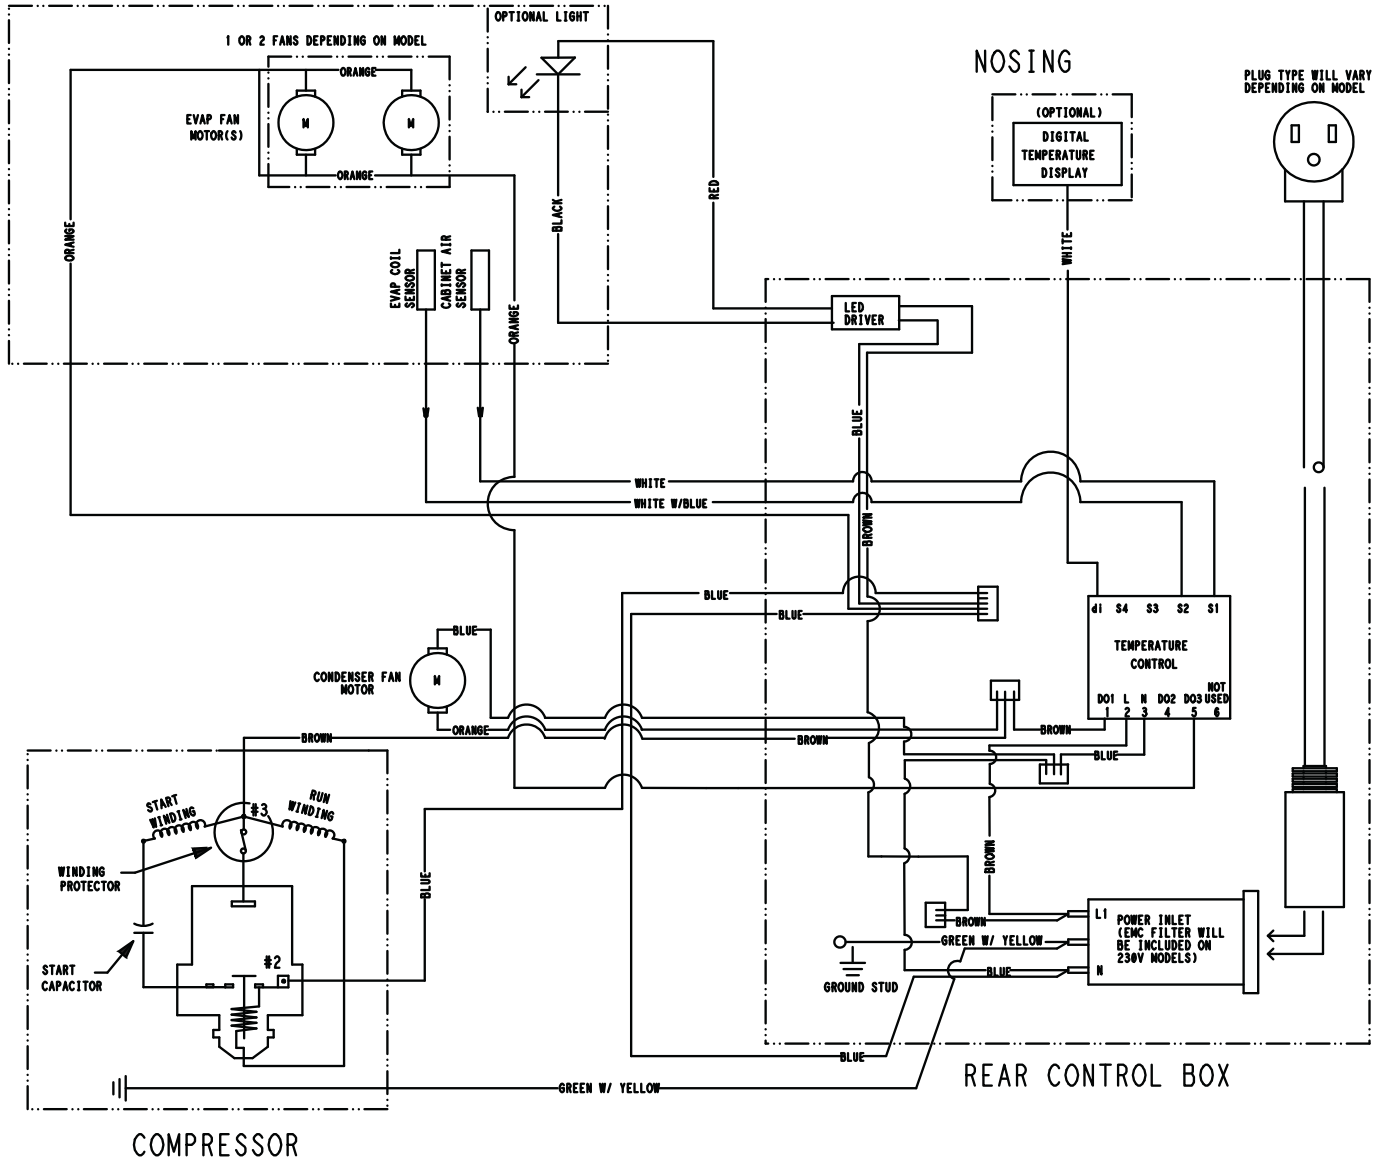 OPTIONAL LIGHT
1 OR 2 FANS DEPENDING ON MODEL
ORANGE
EVAP FAN
MOTOR(S)
M
M
ORANGE
ORANGE
BLACK
RED
EVAP COIL
SENSOR
CABINET AIR
SENSOR
ORANGE
NOSING
(OPTIONAL)
DIGITAL
TEMPERATURE
DISPLAY
WHITE
PLUG TYPE WILL VARY
DEPENDING ON MODEL
LED
DRIVER
BLUE
BROWN
WHITE
WHITE W/BLUE
BLUE
BLUE
BLUE
CONDENSER FAN
MOTOR
M
ORANGE
BROWN
BROWN
BROWN
BLUE
di S4 S3 S2 S1
TEMPERATURE
CONTROL
NOT
DO1 L N DO2 DO3 USED
1 2 3 4 5 6
START
WINDING
#3
RUN
WINDING
WINDING
PROTECTOR
START
CAPACITOR
#2
BLUE
BROWN
BROWN
L1
POWER INLET
(EMC FILTER WILL
BE INCLUDED ON
230V MODELS)
N
GREEN W/ YELLOW
BLUE
GROUND STUD
BLUE
GREEN W/ YELLOW
REAR CONTROL BOX
COMPRESSOR